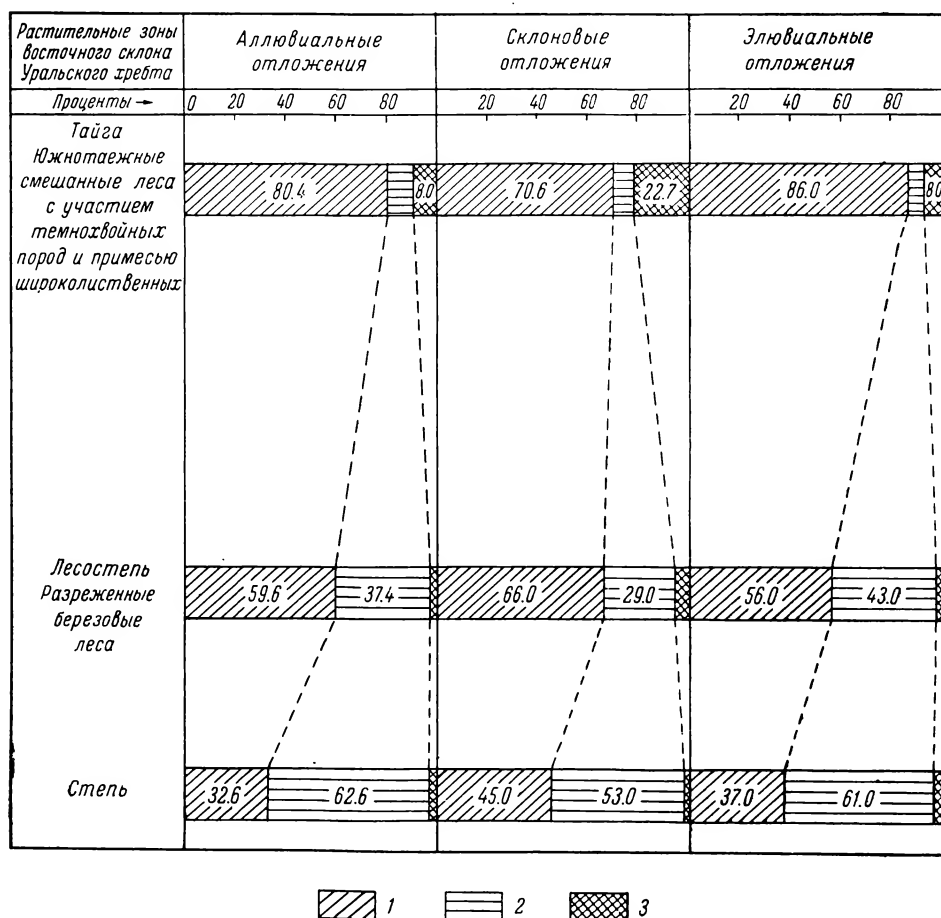 Растительные зоны
восточного склона
Уральского хребта
Аллювиальные
отложения
Склоновые
отложения
Элювиальные
отложения
Проценты →
0 20 40 60 80
20 40 60 80
20 40 60 80
Тайга
Южнотаежные
смешанные леса
с участием
темнохвойных
пород и примесью
широколиственных
80.4 8.0
70.6 22.7
86.0 8.0
Лесостепь
Разреженные
березовые
леса
59.6 37.4
66.0 29.0
56.0 43.0
Степь
32.6 62.6
45.0 53.0
37.0 61.0
1 2 3